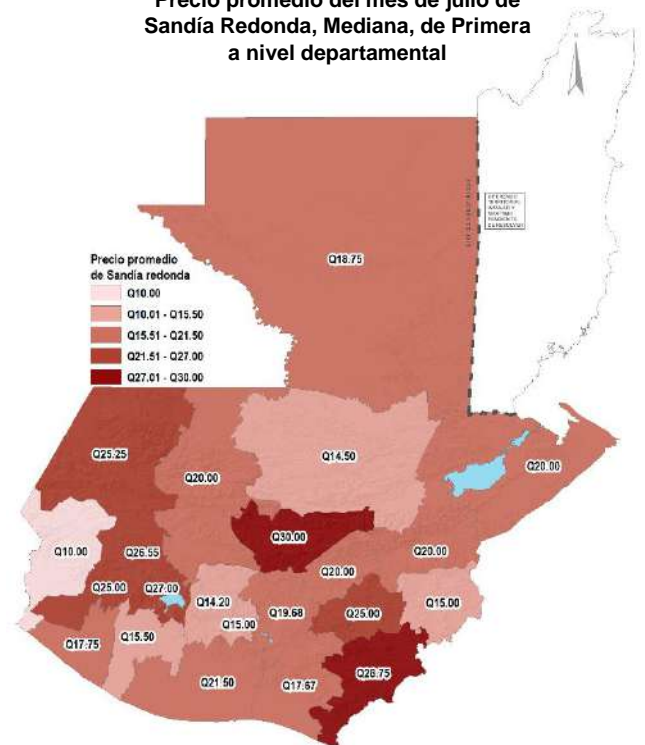 Precio promedio del mes de julio de
Sandía Redonda, Mediana, de Primera
a nivel departamental
Q18.75
Precio promedio
de Sandía redonda
Q10.00
Q10.01 - Q15.50
Q15.51 - Q21.50
Q21.51 - Q27.00
Q27.01 - Q30.00
Q25.25
Q20.00
Q14.50
Q20.00
Q10.00
Q26.55
Q30.00
Q20.00
Q20.00
Q25.00
Q27.00
Q14.20
Q19.68
Q25.00
Q15.00
Q15.00
Q17.75
Q15.50
Q21.50
Q17.67
Q28.75